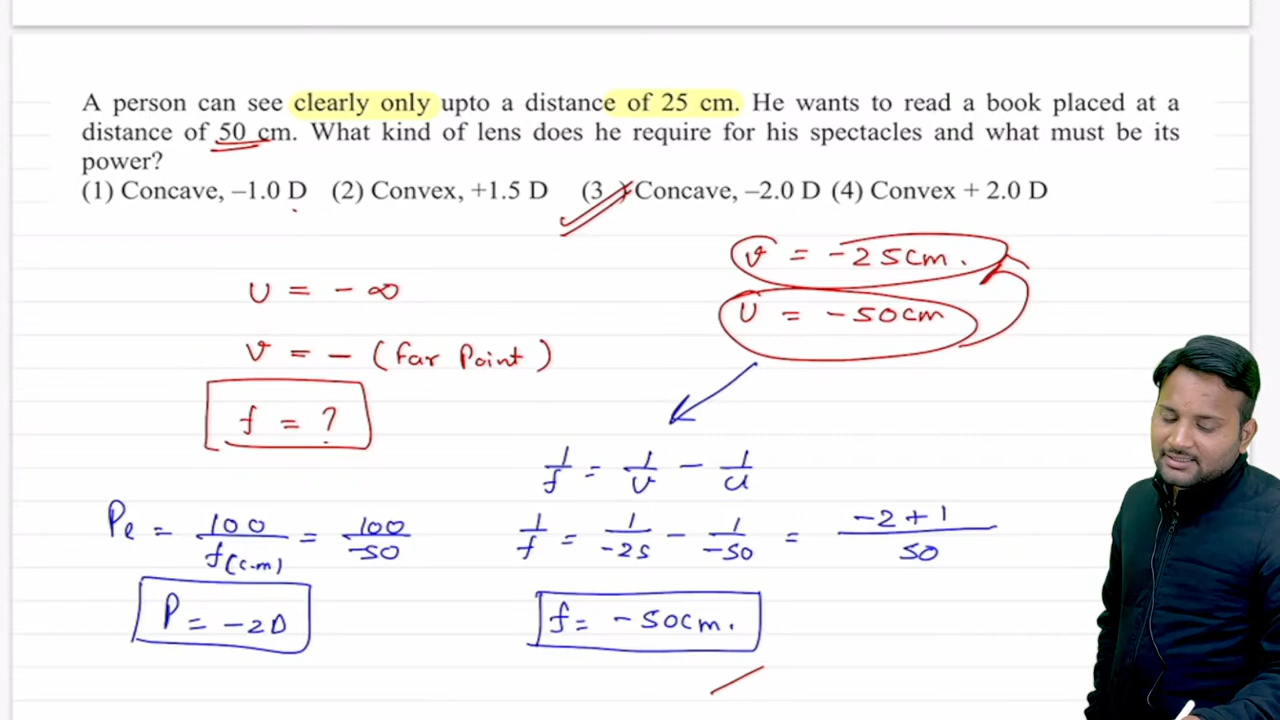 A person can see clearly only upto a distance of 25 cm. He wants to read a book placed at a
distance of 50 cm. What kind of lens does he require for his spectacles and what must be its
power?
(1) Concave, –1.0 D (2) Convex, +1.5 D (3 ) Concave, –2.0 D (4) Convex + 2.0 D
v = -25cm.
U = -∞
U = -50cm
v = - (far Point)
f = ?
1/f = 1/v - 1/u
Pe = 100/f(c.m) = 100/-50
1/f = 1/-25 - 1/-50 = -2+1/50
P = -2D
f = -50cm.